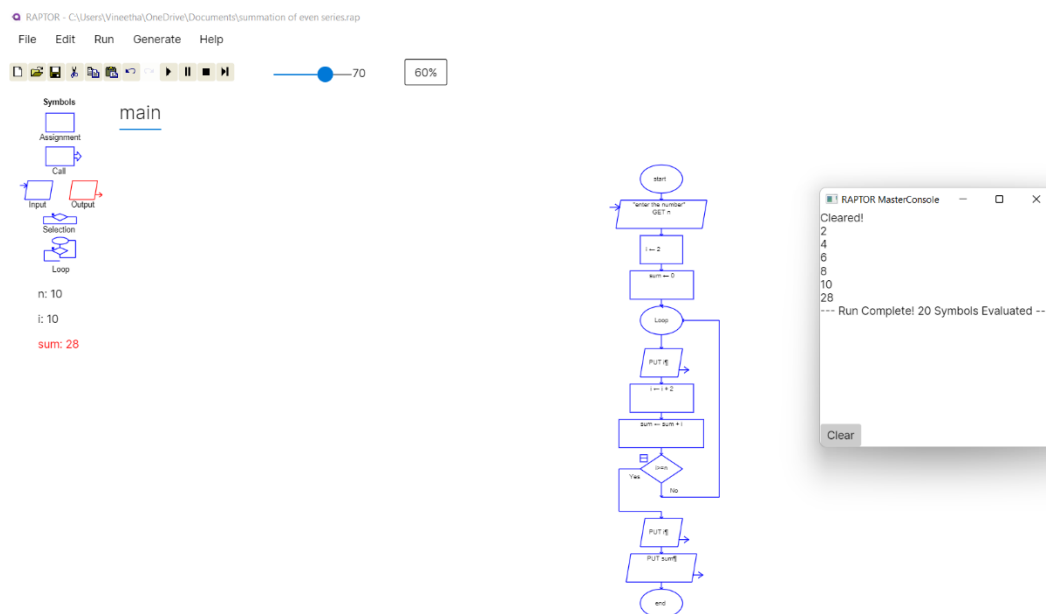 RAPTOR - C:\Users\Vineetha\OneDrive\Documents\summation of even series.rap
File Edit Run Generate Help
70
60%
Symbols
Assignment
Call
Input Output
Selection
Loop
n: 10
i: 10
sum: 28
main
start
"enter the number"
GET n
i ← 2
sum ← 0
Loop
PUT i¶
i ← i + 2
sum ← sum + i
i>=n
Yes
No
PUT i¶
PUT sum¶
end
RAPTOR MasterConsole
Cleared!
2
4
6
8
10
28
--- Run Complete! 20 Symbols Evaluated --
Clear